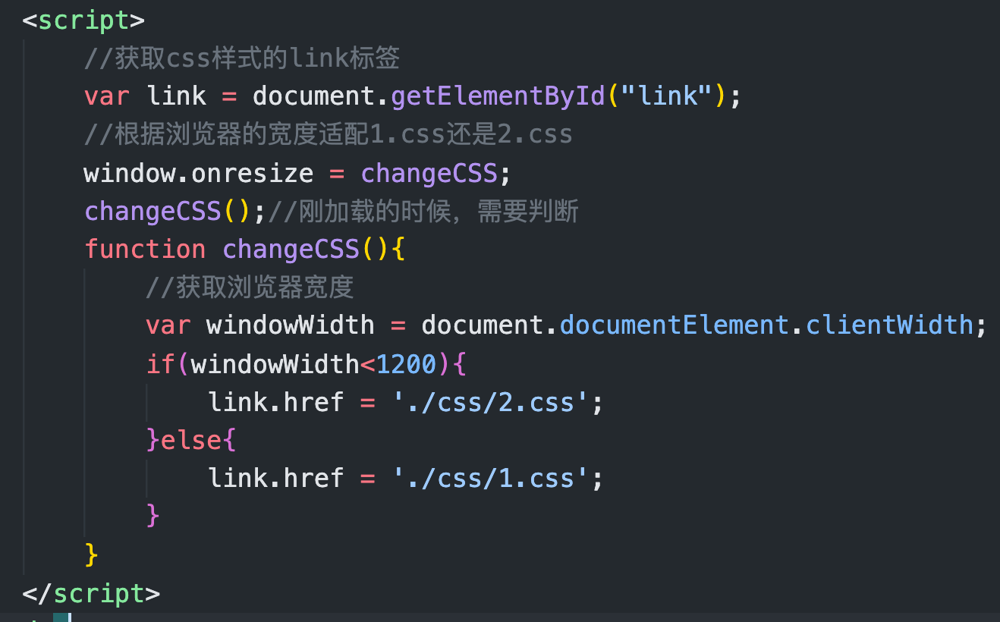 <script>
//获取css样式的link标签
var link = document.getElementById("link");
//根据浏览器的宽度适配1.css还是2.css
window.onresize = changeCSS;
changeCSS();//刚加载的时候，需要判断
function changeCSS(){
//获取浏览器宽度
var windowWidth = document.documentElement.clientWidth;
if(windowWidth<1200){
link.href = './css/2.css';
}else{
link.href = './css/1.css';
}
}
</script>